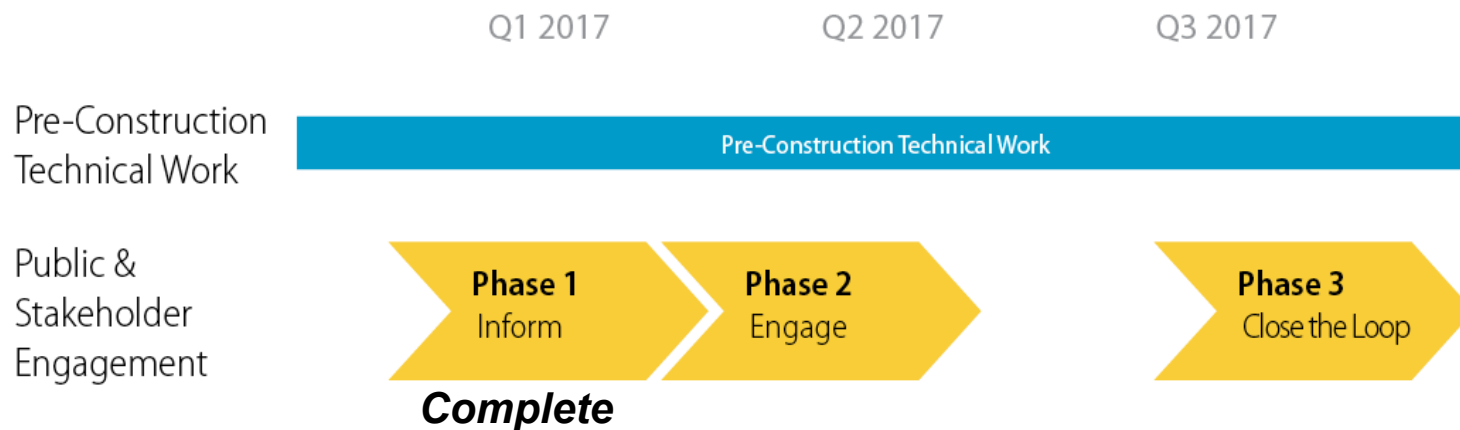 Q1 2017 Q2 2017 Q3 2017
Pre-Construction
Technical Work
Pre-Construction Technical Work
Public &
Stakeholder
Engagement
Phase 1
Inform
Phase 2
Engage
Phase 3
Close the Loop
Complete